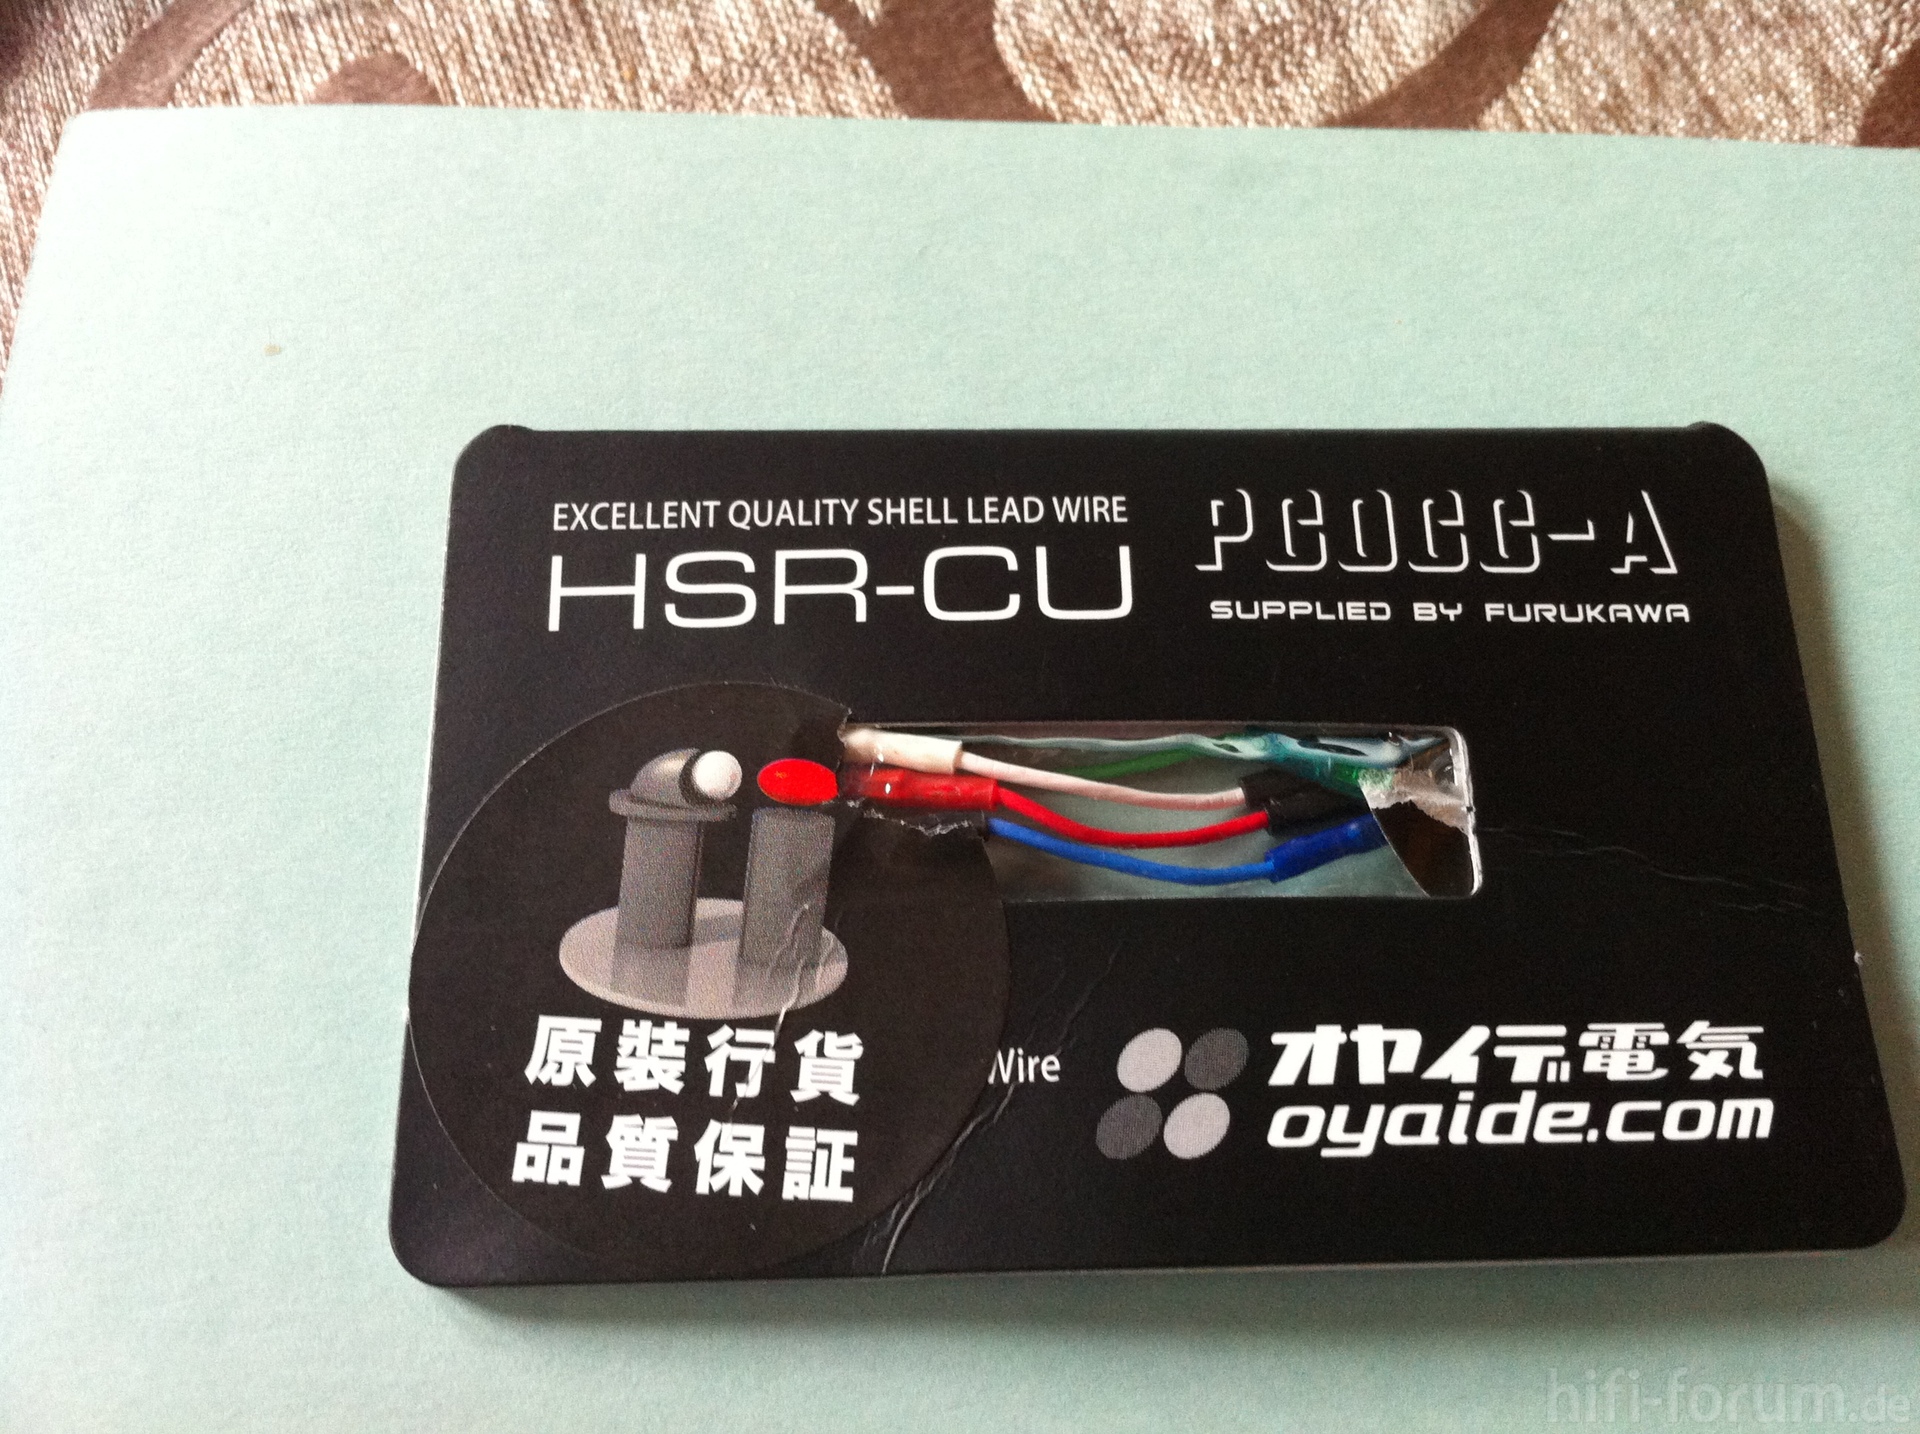 EXCELLENT QUALITY SHELL LEAD WIRE
HSR-CU
PCOCC-A
SUPPLIED BY FURUKAWA
原裝行貨
品質保証
Wire
オヤイデ電気
oyaide.com
hifi-forum.de